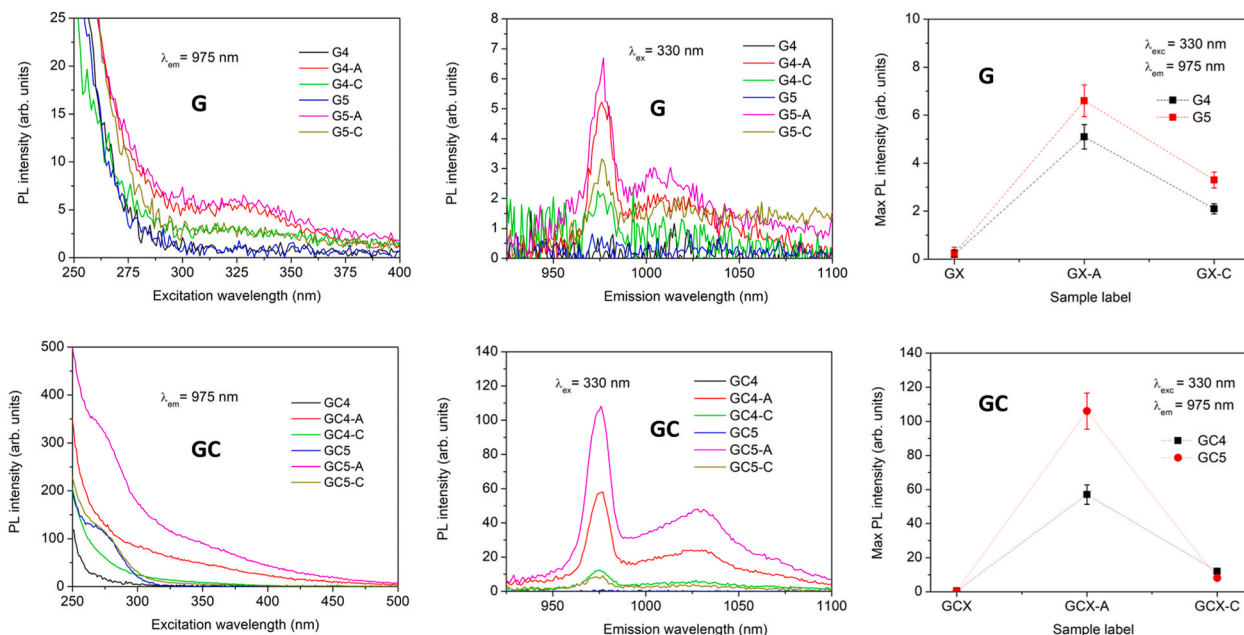 25
20
15
10
5
0
PL intensity (arb. units)
λem = 975 nm
G
G4
G4-A
G4-C
G5
G5-A
G5-C
250 275 300 325 350 375 400
Excitation wavelength (nm)
8
7
6
5
4
3
2
1
0
PL intensity (arb. units)
λex = 330 nm
G
G4
G4-A
G4-C
G5
G5-A
G5-C
950 1000 1050 1100
Emission wavelength (nm)
10
8
6
4
2
0
Max PL intensity (arb. units)
G
λexc = 330 nm
λem = 975 nm
G4
G5
GX GX-A GX-C
Sample label
500
400
300
200
100
0
PL intensity (arb. units)
λem = 975 nm
GC
GC4
GC4-A
GC4-C
GC5
GC5-A
GC5-C
250 300 350 400 450 500
Excitation wavelength (nm)
140
120
100
80
60
40
20
0
PL intensity (arb. units)
λex = 330 nm
GC
GC4
GC4-A
GC4-C
GC5
GC5-A
GC5-C
950 1000 1050 1100
Emission wavelength (nm)
140
120
100
80
60
40
20
0
Max PL intensity (arb. units)
GC
λexc = 330 nm
λem = 975 nm
GC4
GC5
GCX GCX-A GCX-C
Sample label